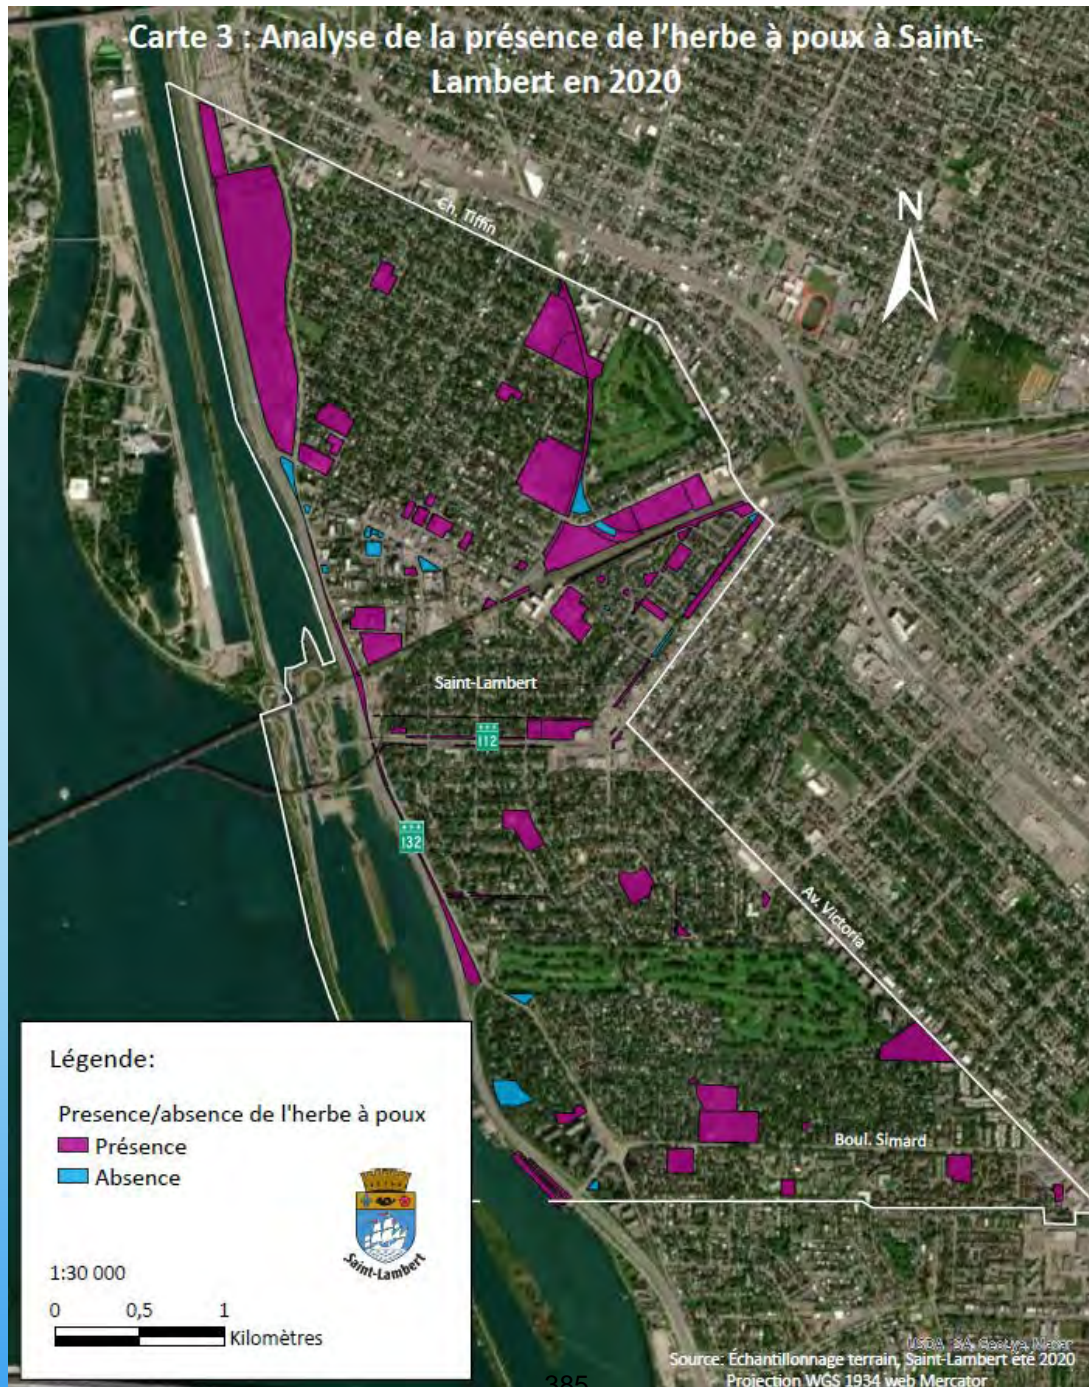 Carte 3 : Analyse de la présence de l'herbe à poux à Saint-
Lambert en 2020
Ch. Tiffin
N
Saint-Lambert
112
132
Av. Victoria
Boul. Simard
Légende:
Presence/absence de l'herbe à poux
Présence
Absence
Saint-Lambert
1:30 000
0 0,5 1
Kilomètres
Source: Échantillonnage terrain, Saint-Lambert été 2020
Projection WGS 1934 web Mercator
385